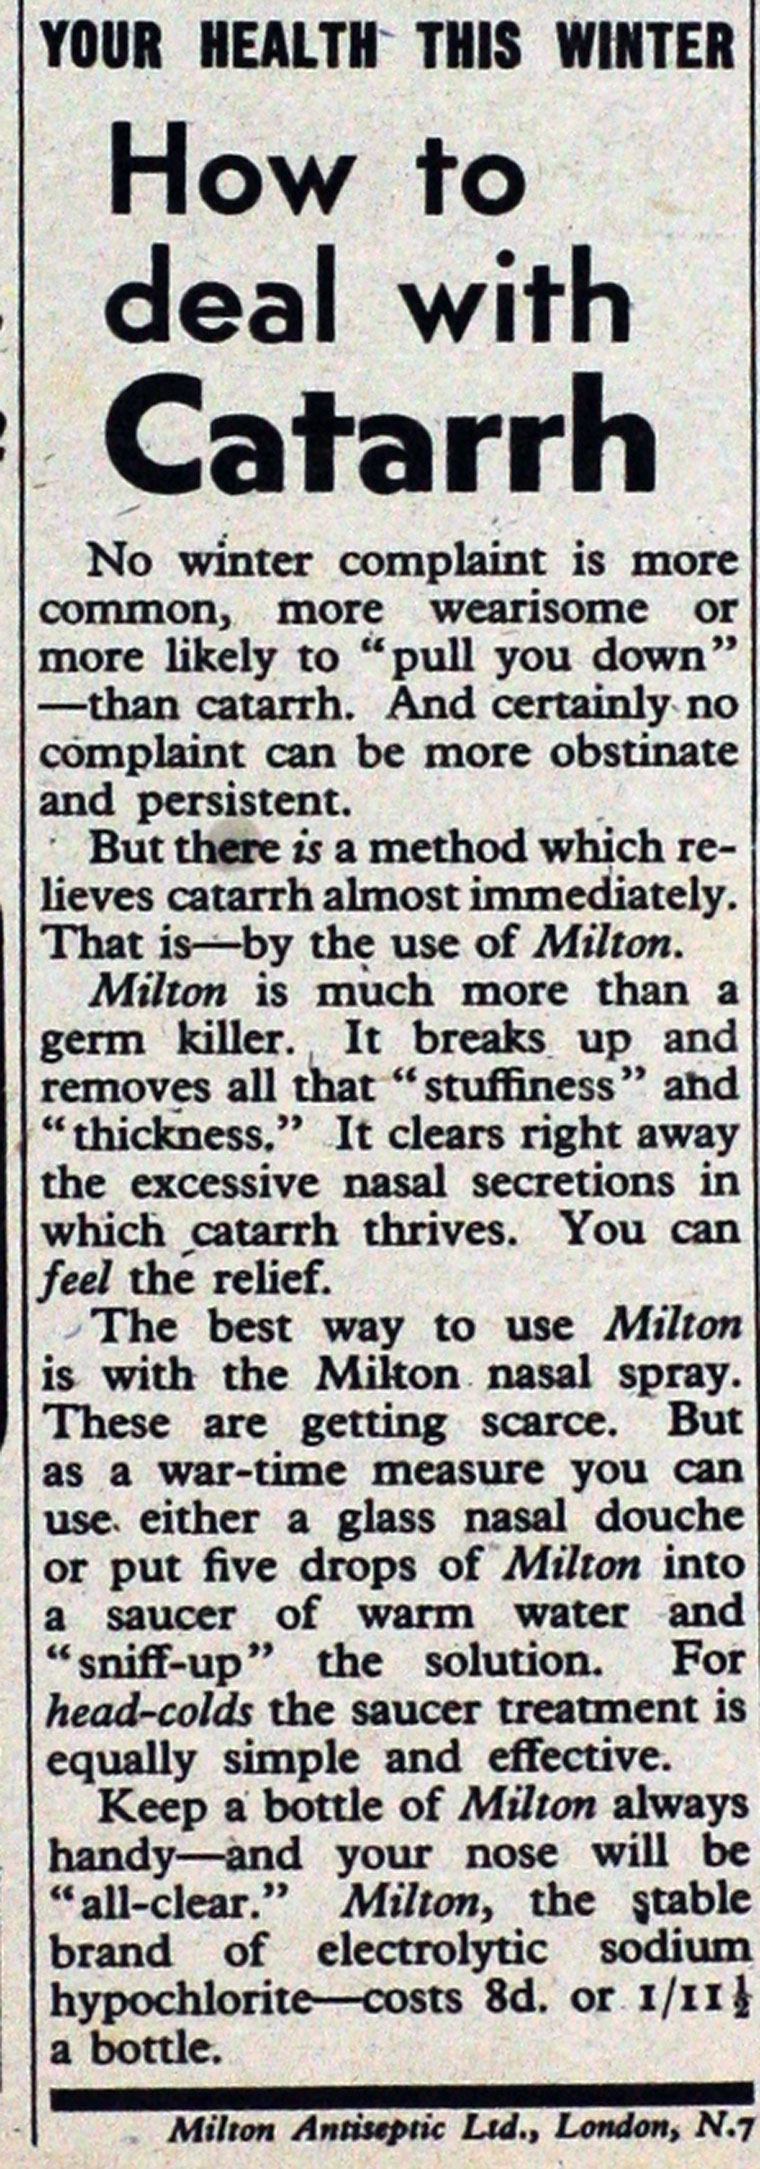 YOUR HEALTH THIS WINTER
How to
deal with
Catarrh
No winter complaint is more
common, more wearisome or
more likely to “pull you down”
—than catarrh. And certainly no
complaint can be more obstinate
and persistent.
But there is a method which re-
lieves catarrh almost immediately.
That is—by the use of Milton.
Milton is much more than a
germ killer. It breaks up and
removes all that “stuffiness” and
“thickness.” It clears right away
the excessive nasal secretions in
which catarrh thrives. You can
feel the relief.
The best way to use Milton
is with the Milton nasal spray.
These are getting scarce. But
as a war-time measure you can
use either a glass nasal douche
or put five drops of Milton into
a saucer of warm water and
“sniff-up” the solution. For
head-colds the saucer treatment is
equally simple and effective.
Keep a bottle of Milton always
handy—and your nose will be
“all-clear.” Milton, the stable
brand of electrolytic sodium
hypochlorite—costs 8d. or 1/11½
a bottle.
Milton Antiseptic Ltd., London, N.7